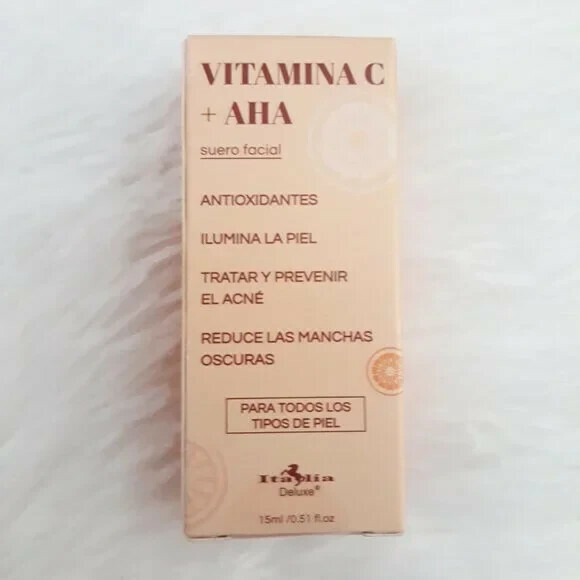 VITAMINA C
+ AHA
suero facial
ANTIOXIDANTES
ILUMINA LA PIEL
TRATAR Y PREVENIR
EL ACNÉ
REDUCE LAS MANCHAS
OSCURAS
PARA TODOS LOS
TIPOS DE PIEL
Italia
Deluxe®
15ml /0.51 fl.oz